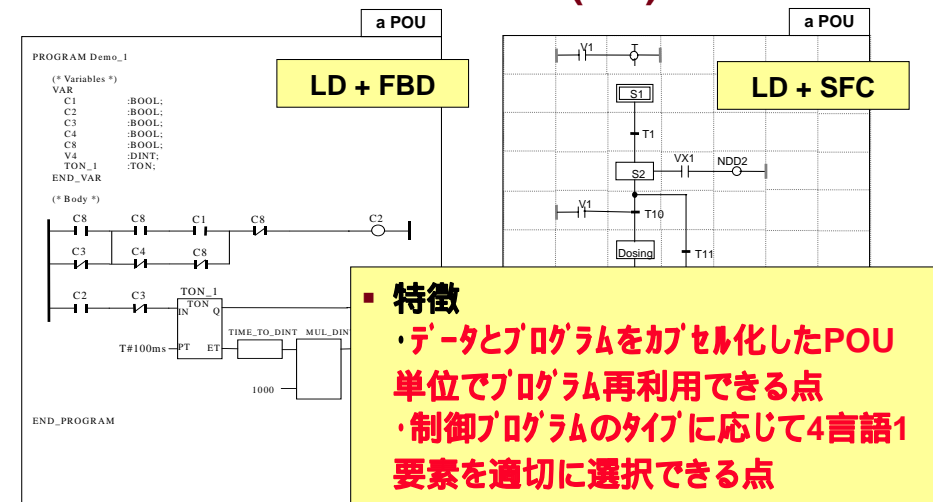 a POU
PROGRAM Demo_1
(* Variables *)
VAR
C1 :BOOL;
C2 :BOOL;
C3 :BOOL;
C4 :BOOL;
C8 :BOOL;
V4 :DINT;
TON_1 :TON;
END_VAR
(* Body *)
LD + FBD
C8 C8 C1 C8 C2
C3 C4 C8
C2 C3 TON_1
TON
IN Q
TIME_TO_DINT MUL_DIN
T#100ms PT ET
1000
END_PROGRAM
a POU
V1 T
LD + SFC
S1
T1
VX1 NDD2
S2
V1 T10
Dosing T11
▪ 特徴
・ﾃﾞｰﾀとﾌﾟﾛｸﾞﾗﾑをｶﾌﾟｾﾙ化したPOU
単位でﾌﾟﾛｸﾞﾗﾑ再利用できる点
・制御ﾌﾟﾛｸﾞﾗﾑのﾀｲﾌﾟに応じて4言語1
要素を適切に選択できる点